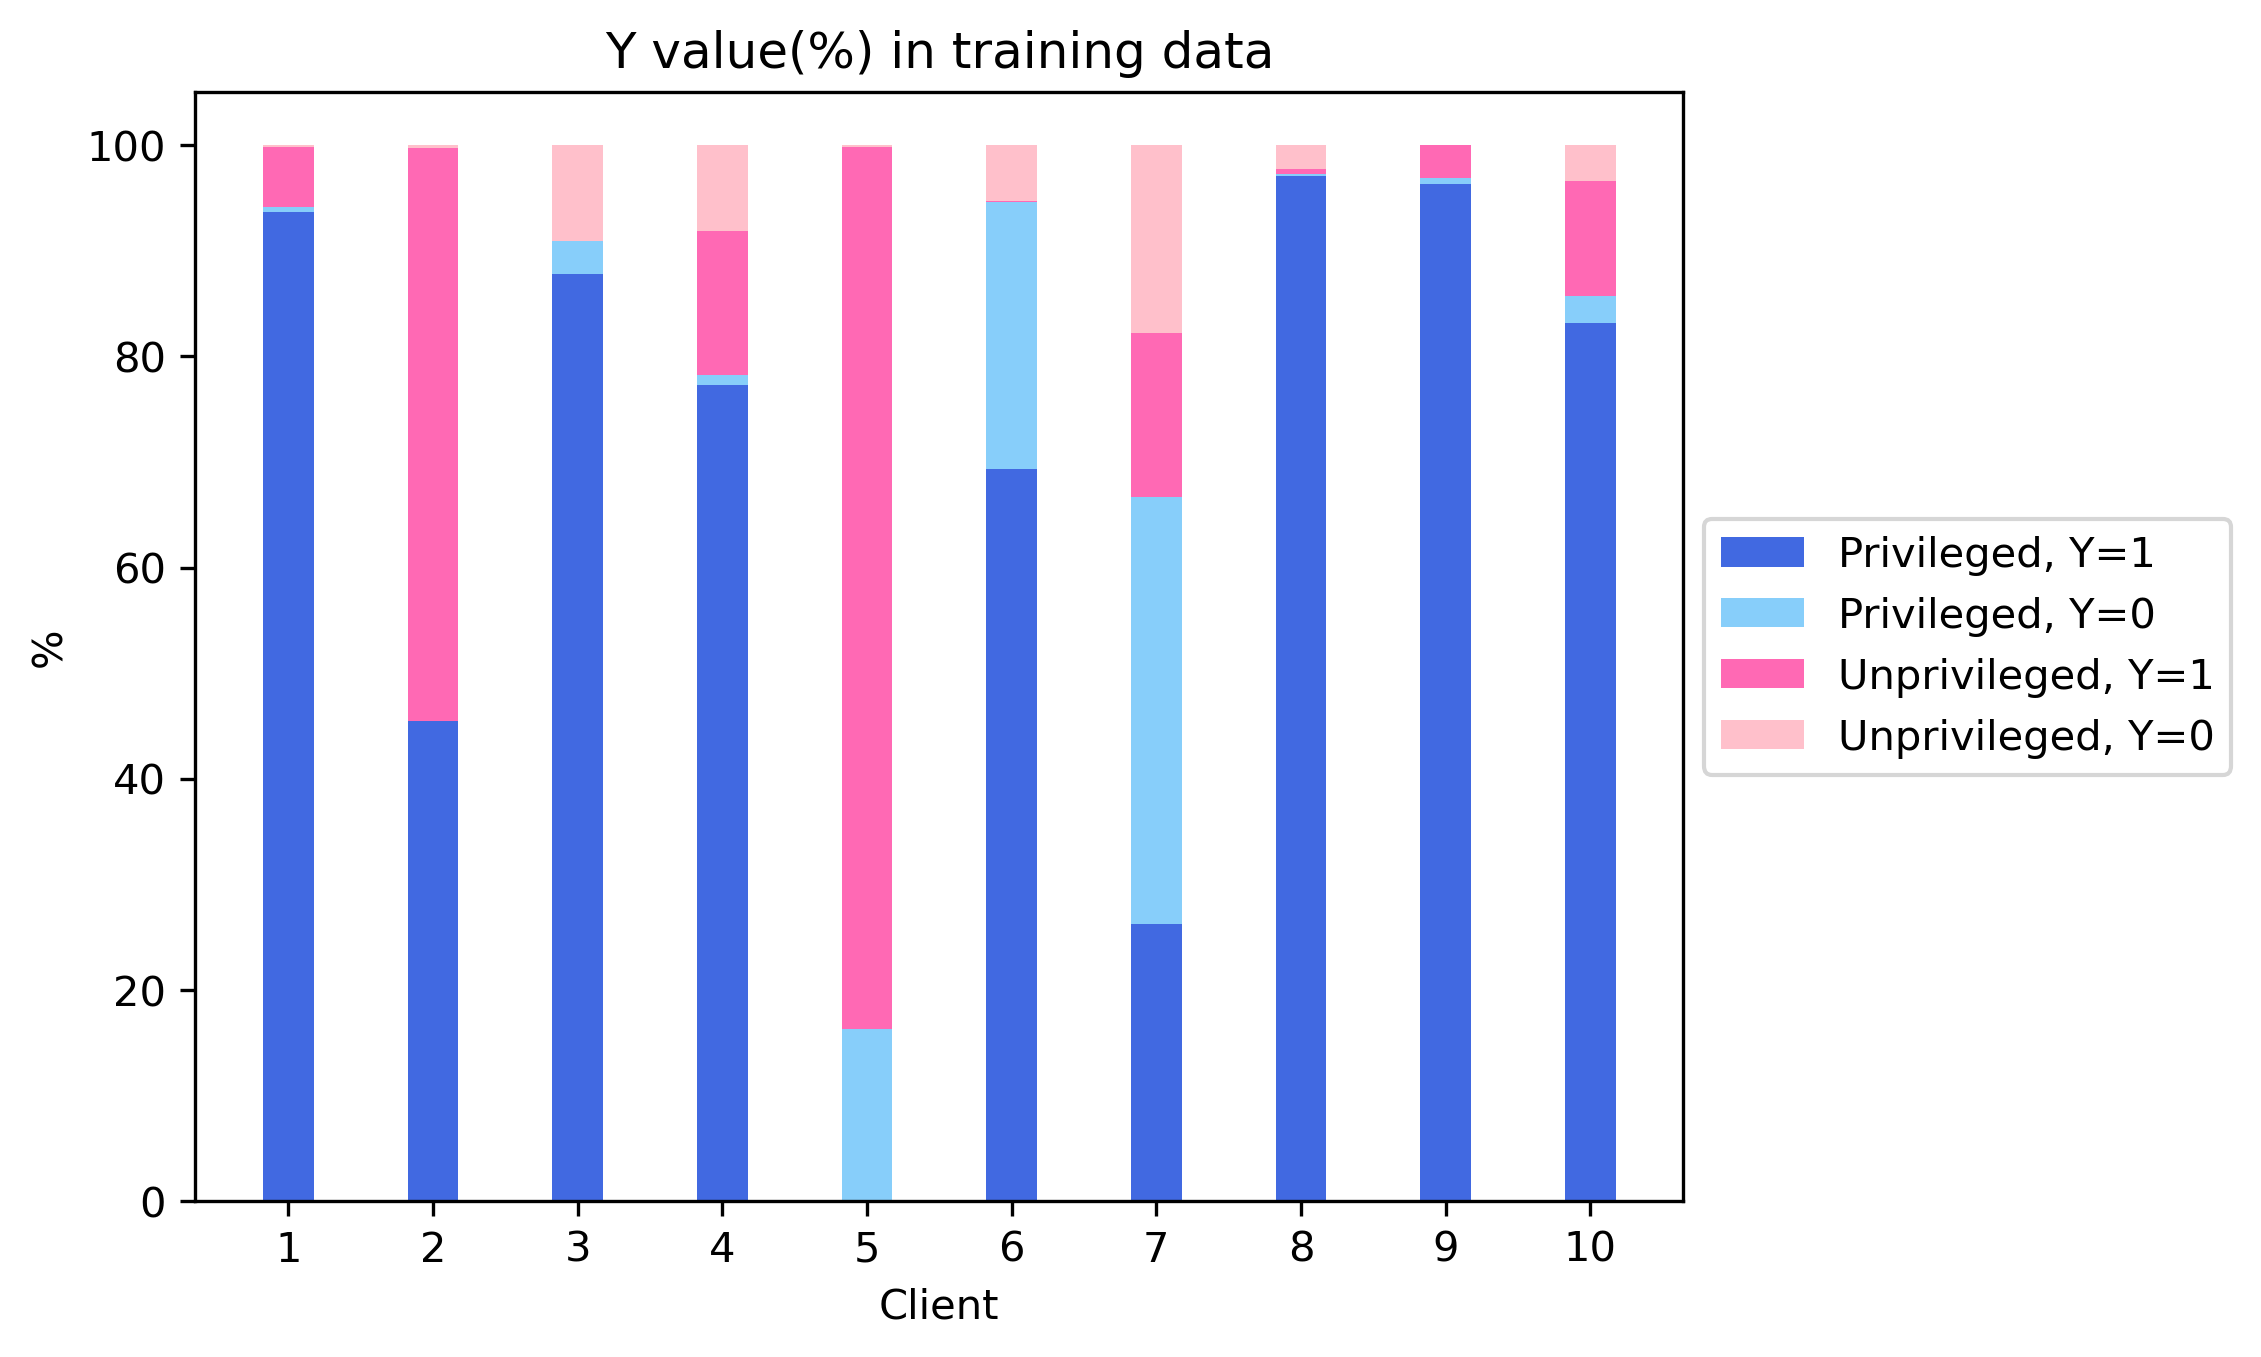 Y value(%) in training data
100
80
60
40
20
0
%
1 2 3 4 5 6 7 8 9 10
Client
Privileged, Y=1
Privileged, Y=0
Unprivileged, Y=1
Unprivileged, Y=0